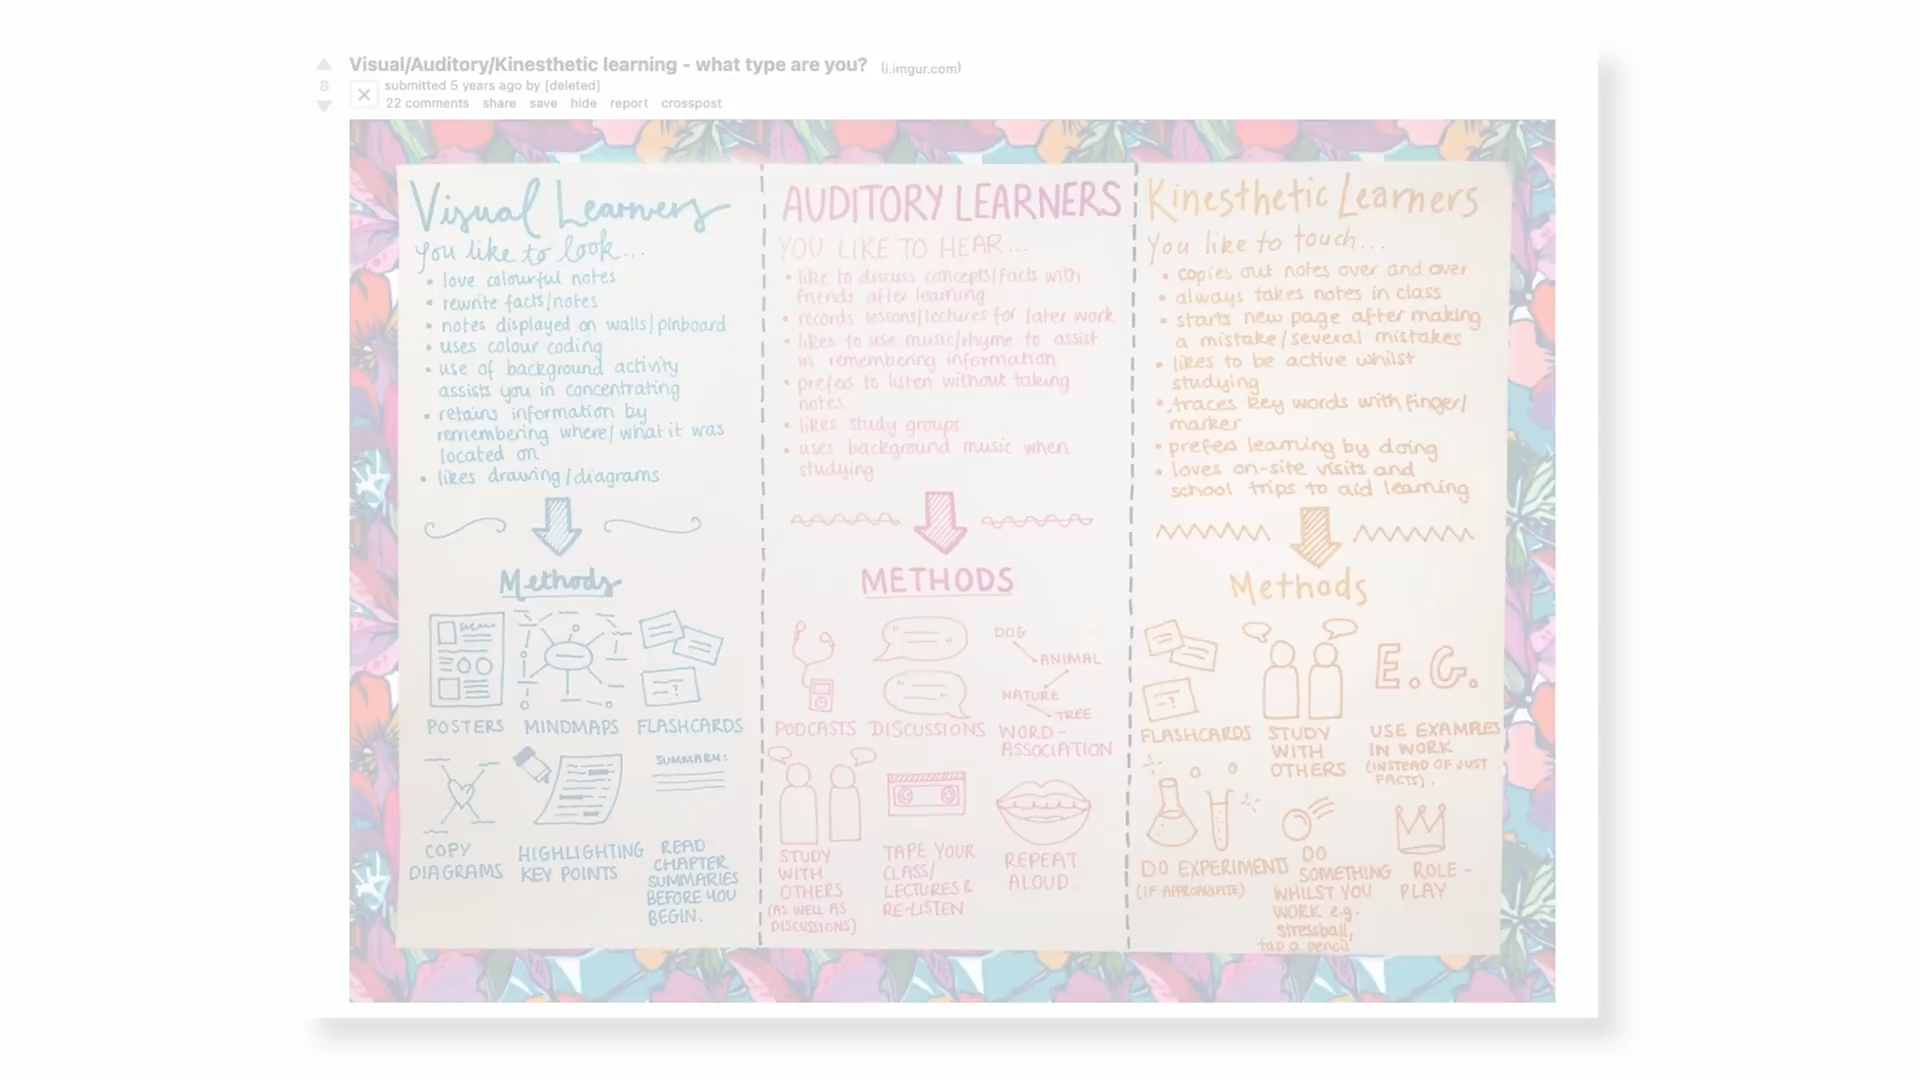 Visual/Auditory/Kinesthetic learning - what type are you? (i.imgur.com)
8
submitted 5 years ago by [deleted]
22 comments share save hide report crosspost
Visual Learners
You like to look...
• love colourful notes
• rewrite facts/notes
• notes displayed on walls/pinboard
• uses colour coding
• use of background activity
assists you in concentrating
• retains information by
remembering where/what it was
located on
• likes drawing/diagrams
Methods
POSTERS
MINDMAPS
?
FLASHCARDS
COPY
DIAGRAMS
HIGHLIGHTING
KEY POINTS
SUMMARY:
READ
CHAPTER
SUMMARIES
BEFORE YOU
BEGIN.
AUDITORY LEARNERS
YOU LIKE TO HEAR...
• like to discuss concepts/facts with
friends after learning
• records lessons/lectures for later work
• likes to use music/rhyme to assist
in remembering information
• prefers to listen without taking
notes
• likes study groups
• uses background music when
studying
METHODS
PODCASTS
DISCUSSIONS
DOG
ANIMAL
NATURE
TREE
WORD-
ASSOCIATION
STUDY
WITH
OTHERS
(AS WELL AS
DISCUSSIONS)
TAPE YOUR
CLASS/
LECTURES &
RE-LISTEN
REPEAT
ALOUD.
Kinesthetic Learners
You like to touch...
• copies out notes over and over
• always takes notes in class
• starts new page after making
a mistake/several mistakes
• likes to be active whilst
studying
• traces key words with finger/
marker
• prefers learning by doing
• loves on-site visits and
school trips to aid learning
Methods
?
FLASHCARDS
STUDY
WITH
OTHERS
E.G.
USE EXAMPLES
IN WORK
(INSTEAD OF JUST
FACTS).
DO EXPERIMENTS
(IF APPROPRIATE)
DO
SOMETHING
WHILST YOU
WORK e.g.
stressball,
tap a pencil
ROLE-
PLAY